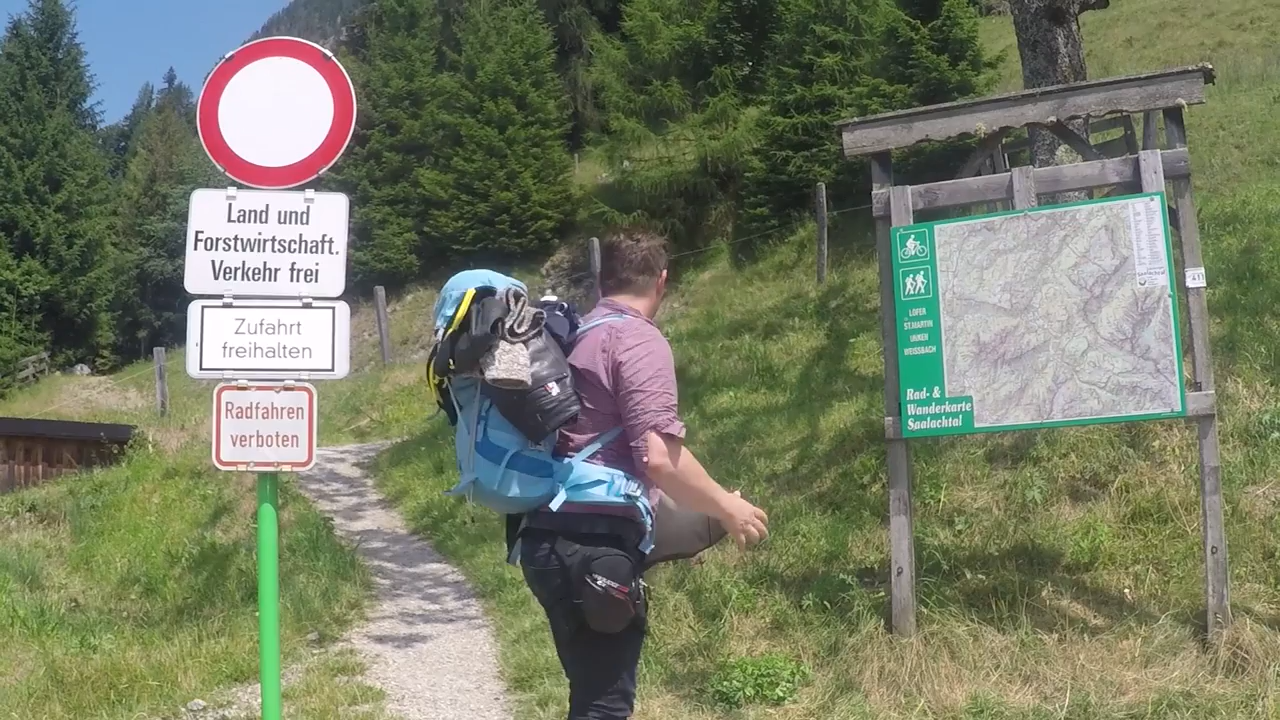 Land und
Forstwirtschaft.
Verkehr frei
Zufahrt
freihalten
Radfahren
verboten
LOFER
ST.MARTIN
UNKEN
WEISSBACH
Rad- &
Wanderkarte
Saalachtal